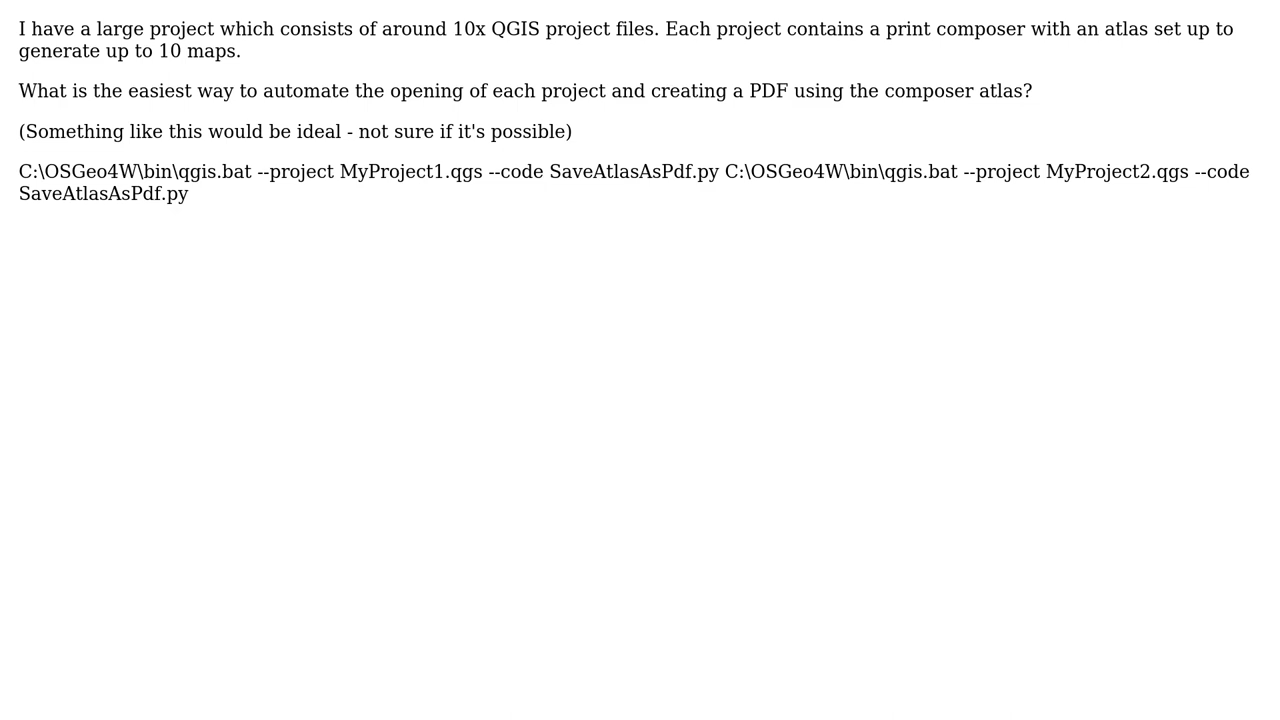 I have a large project which consists of around 10x QGIS project files. Each project contains a print composer with an atlas set up to
generate up to 10 maps.
What is the easiest way to automate the opening of each project and creating a PDF using the composer atlas?
(Something like this would be ideal - not sure if it's possible)
C:\OSGeo4W\bin\qgis.bat --project MyProject1.qgs --code SaveAtlasAsPdf.py C:\OSGeo4W\bin\qgis.bat --project MyProject2.qgs --code
SaveAtlasAsPdf.py